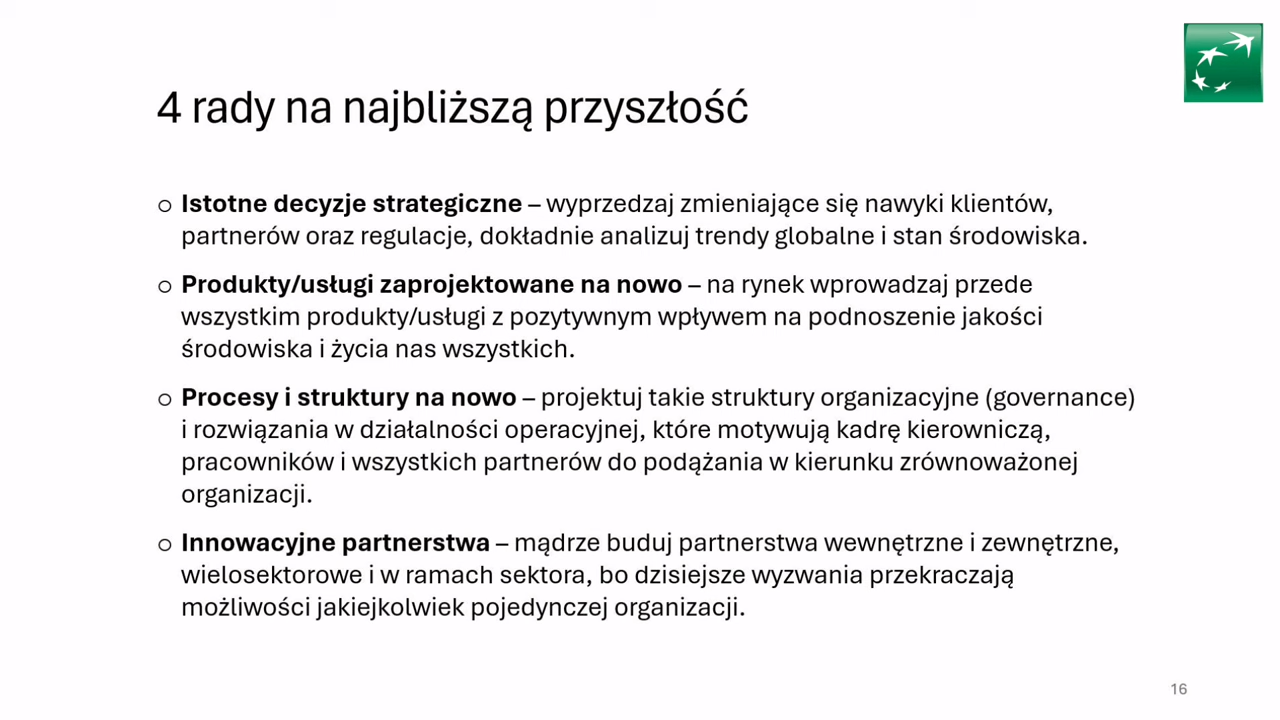 4 rady na najbliższą przyszłość
o Istotne decyzje strategiczne – wyprzedzaj zmieniające się nawyki klientów,
partnerów oraz regulacje, dokładnie analizuj trendy globalne i stan środowiska.
o Produkty/usługi zaprojektowane na nowo – na rynek wprowadzaj przede
wszystkim produkty/usługi z pozytywnym wpływem na podnoszenie jakości
środowiska i życia nas wszystkich.
o Procesy i struktury na nowo – projektuj takie struktury organizacyjne (governance)
i rozwiązania w działalności operacyjnej, które motywują kadrę kierowniczą,
pracowników i wszystkich partnerów do podążania w kierunku zrównoważonej
organizacji.
o Innowacyjne partnerstwa – mądrze buduj partnerstwa wewnętrzne i zewnętrzne,
wielosektorowe i w ramach sektora, bo dzisiejsze wyzwania przekraczają
możliwości jakiejkolwiek pojedynczej organizacji.
16